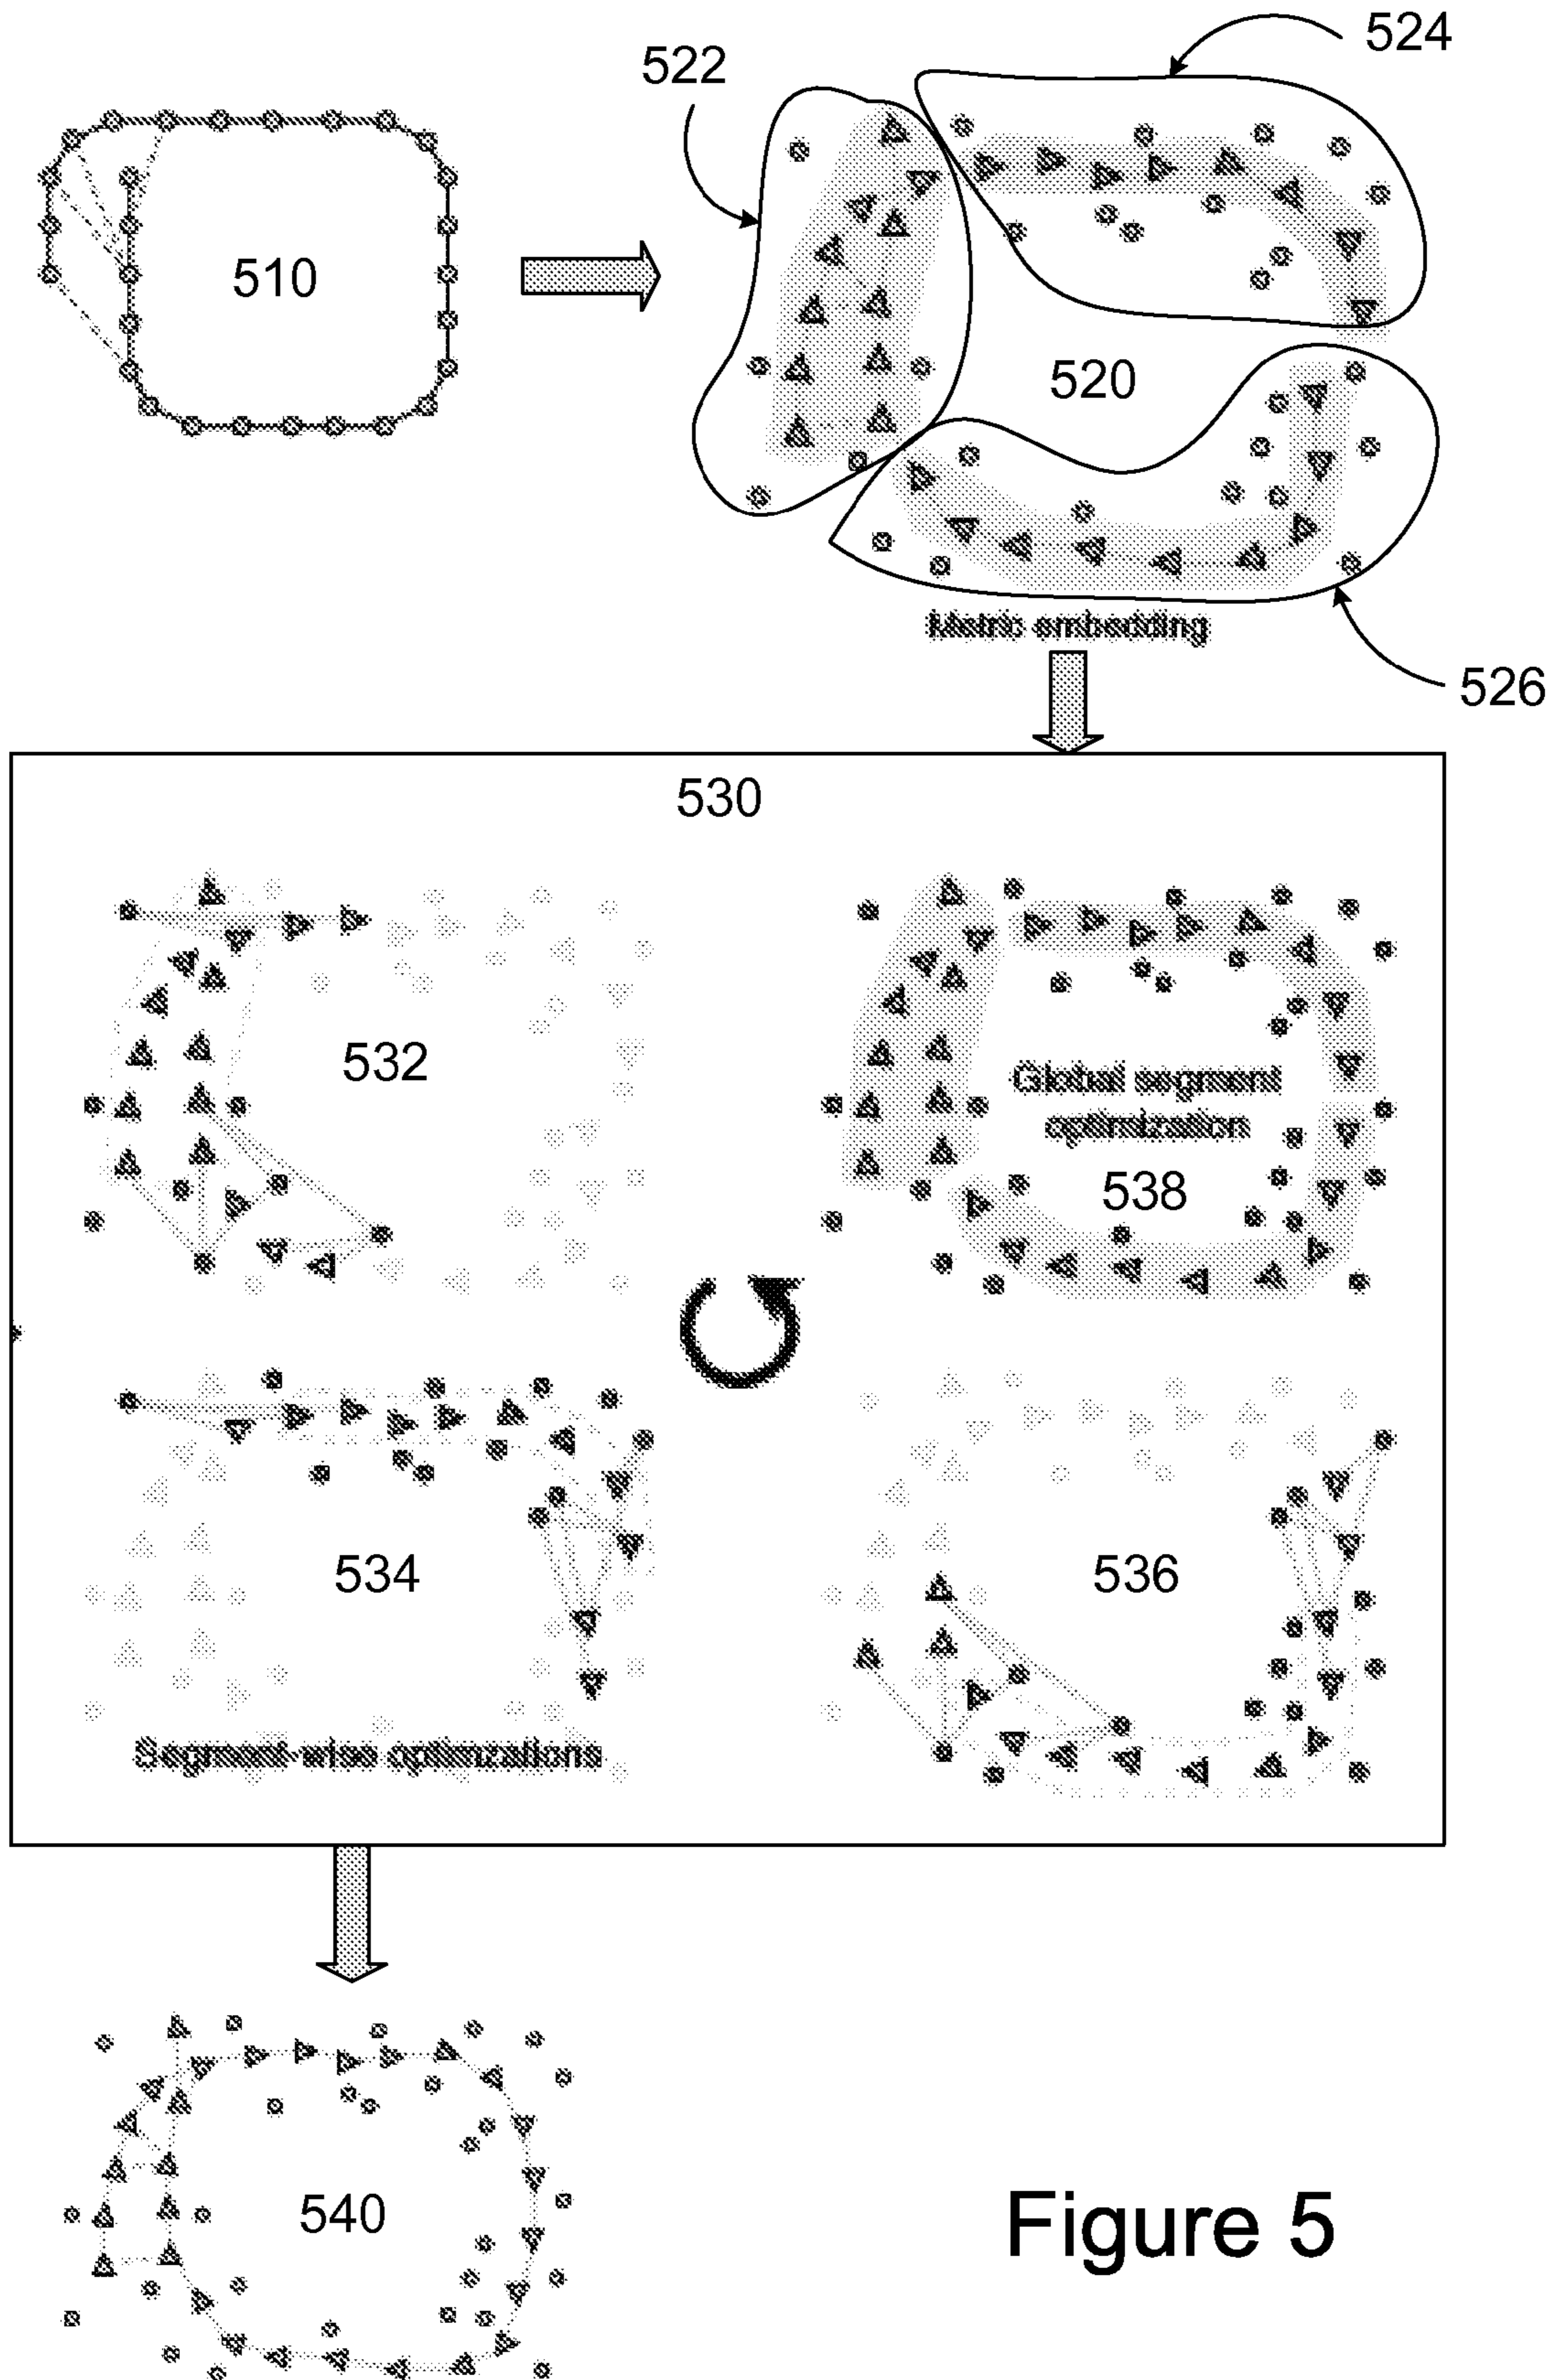 524
522
510
520
Metric embedding
526
530
532
Global segment
optimization
538
534
536
Segment-wise optimizations
540
Figure 5